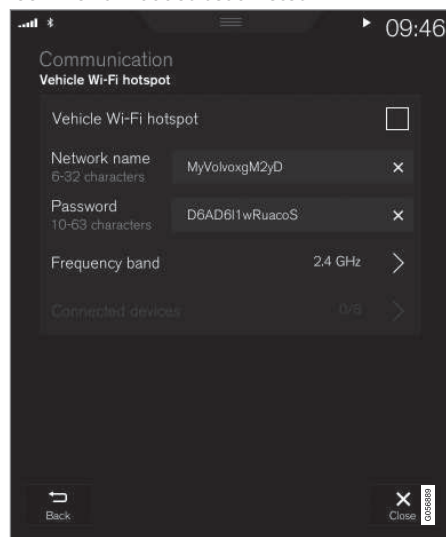 09:46
Communication
Vehicle Wi-Fi hotspot
Vehicle Wi-Fi hotspot
Network name
6-32 characters
MyVolvoxgM2yD
Password
10-63 characters
D6AD6I1wRuacoS
Frequency band
2.4 GHz
Connected devices
0/8
Back
Close
G056889